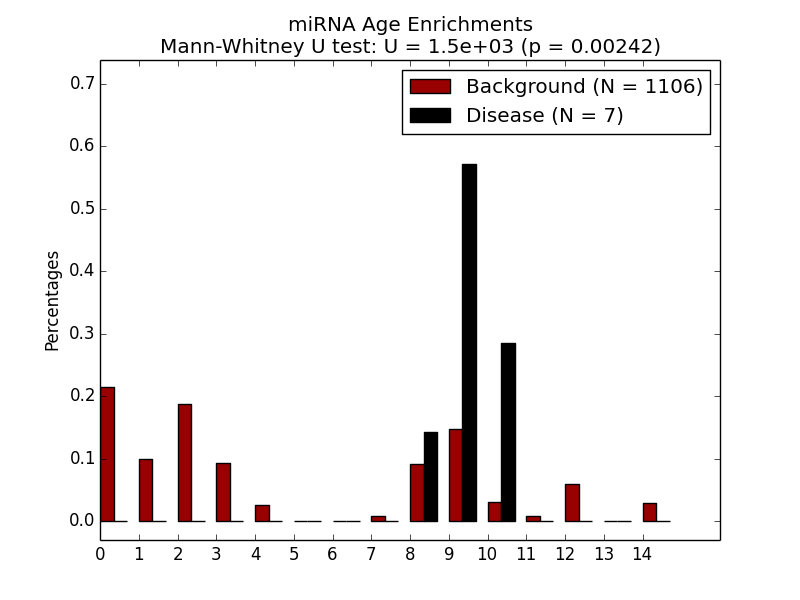 miRNA Age Enrichments
Mann-Whitney U test: U = 1.5e+03 (p = 0.00242)
Background (N = 1106)
Disease (N = 7)
Percentages
0.7
0.6
0.5
0.4
0.3
0.2
0.1
0.0
0 1 2 3 4 5 6 7 8 9 10 11 12 13 14